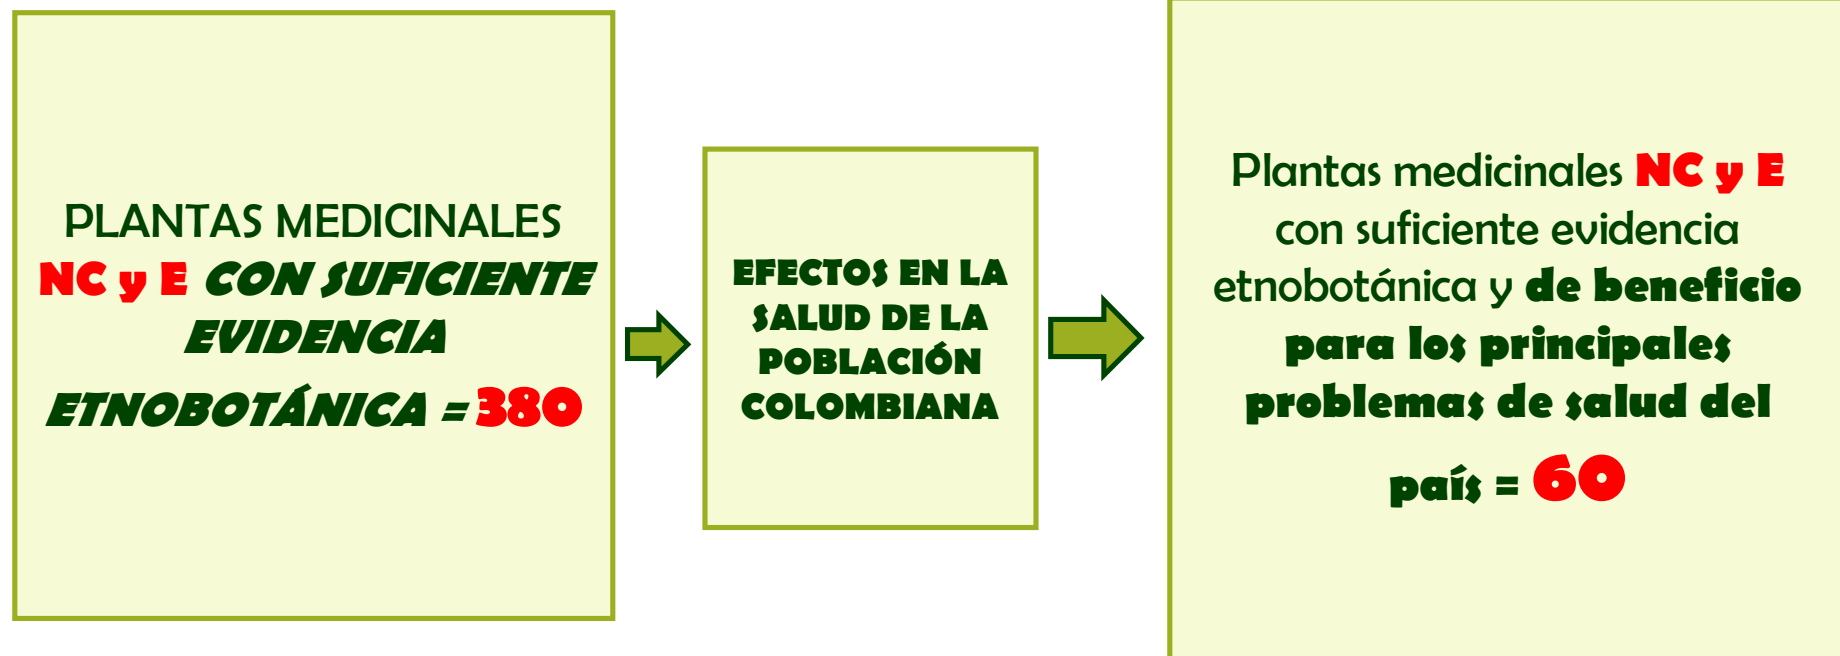 PLANTAS MEDICINALES
NC y E CON SUFICIENTE
EVIDENCIA
ETNOBOTÁNICA = 380
EFECTOS EN LA
SALUD DE LA
POBLACIÓN
COLOMBIANA
Plantas medicinales NC y E
con suficiente evidencia
etnobotánica y de beneficio
para los principales
problemas de salud del
país = 60